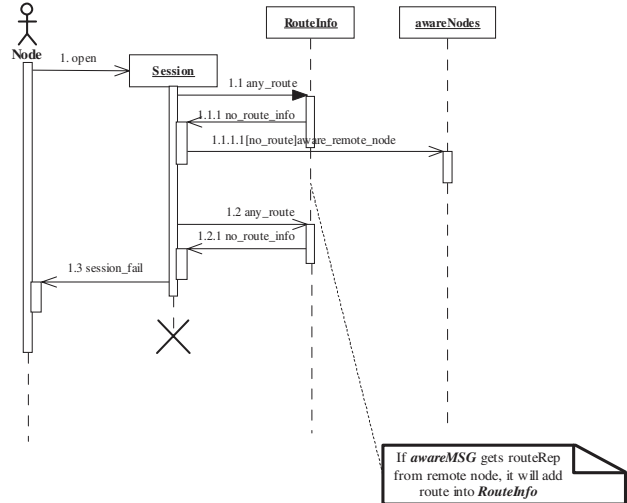 RouteInfo
awareNodes
Node
1. open
Session
1.1 any_route
1.1.1 no_route_info
1.1.1.1[no_route]aware_remote_node
1.2 any_route
1.2.1 no_route_info
1.3 session_fail
If awareMSG gets routeRep
from remote node, it will add
route into RouteInfo